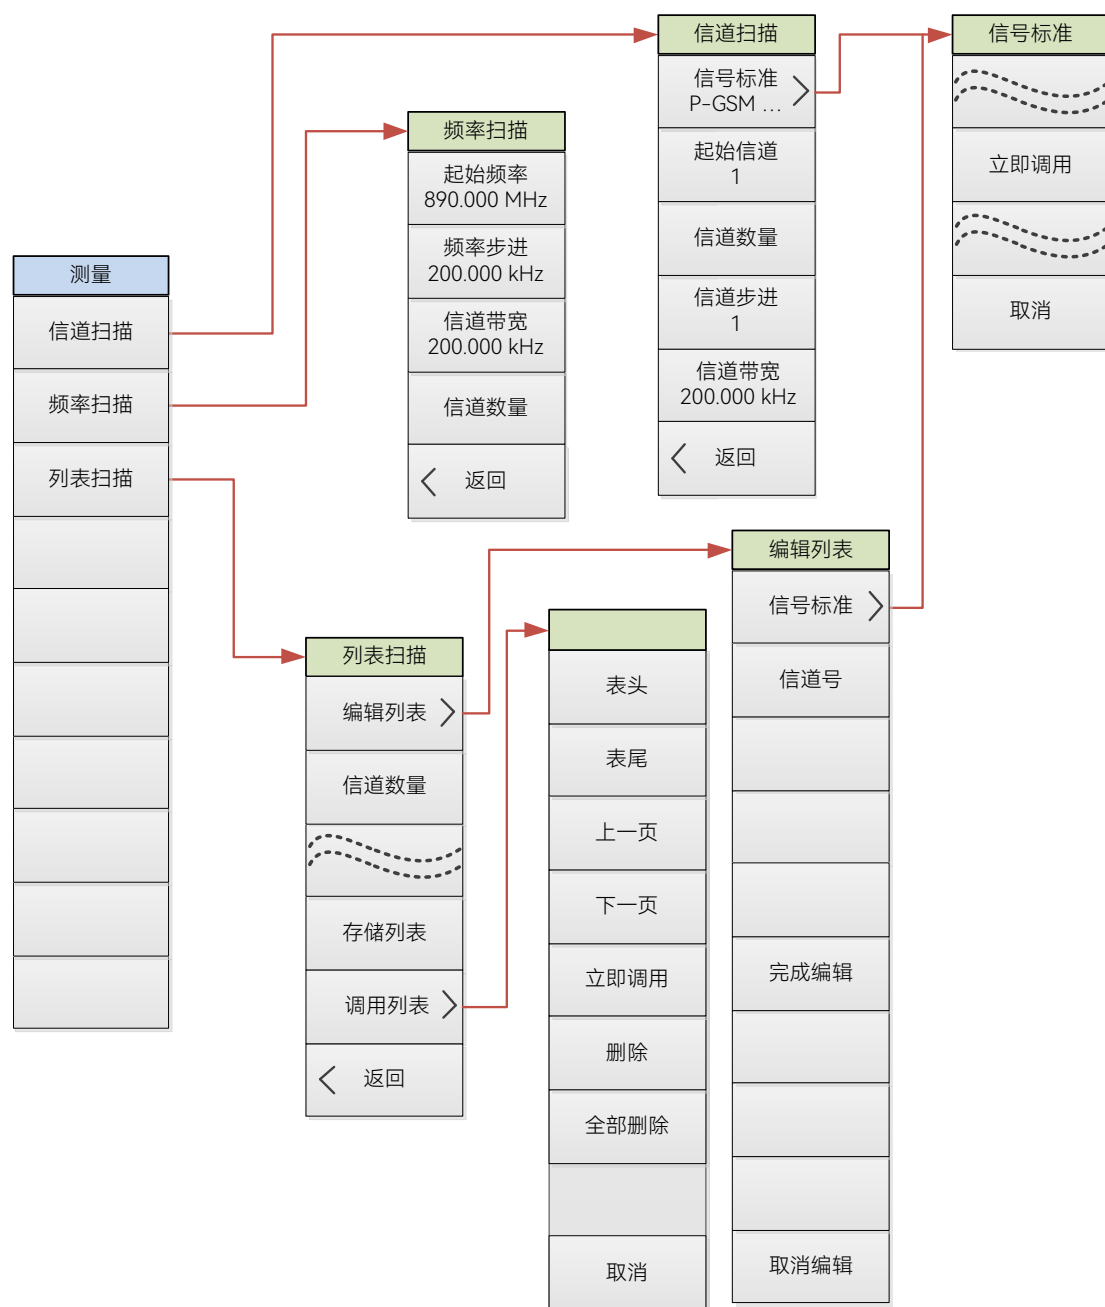 测量
信道扫描
频率扫描
列表扫描
频率扫描
起始频率
890.000 MHz
频率步进
200.000 kHz
信道带宽
200.000 kHz
信道数量
返回
信道扫描
信号标准
P-GSM ...
起始信道
1
信道数量
信道步进
1
信道带宽
200.000 kHz
返回
信号标准
立即调用
取消
列表扫描
编辑列表
信道数量
存储列表
调用列表
返回
表头
表尾
上一页
下一页
立即调用
删除
全部删除
取消
编辑列表
信号标准
信道号
完成编辑
取消编辑